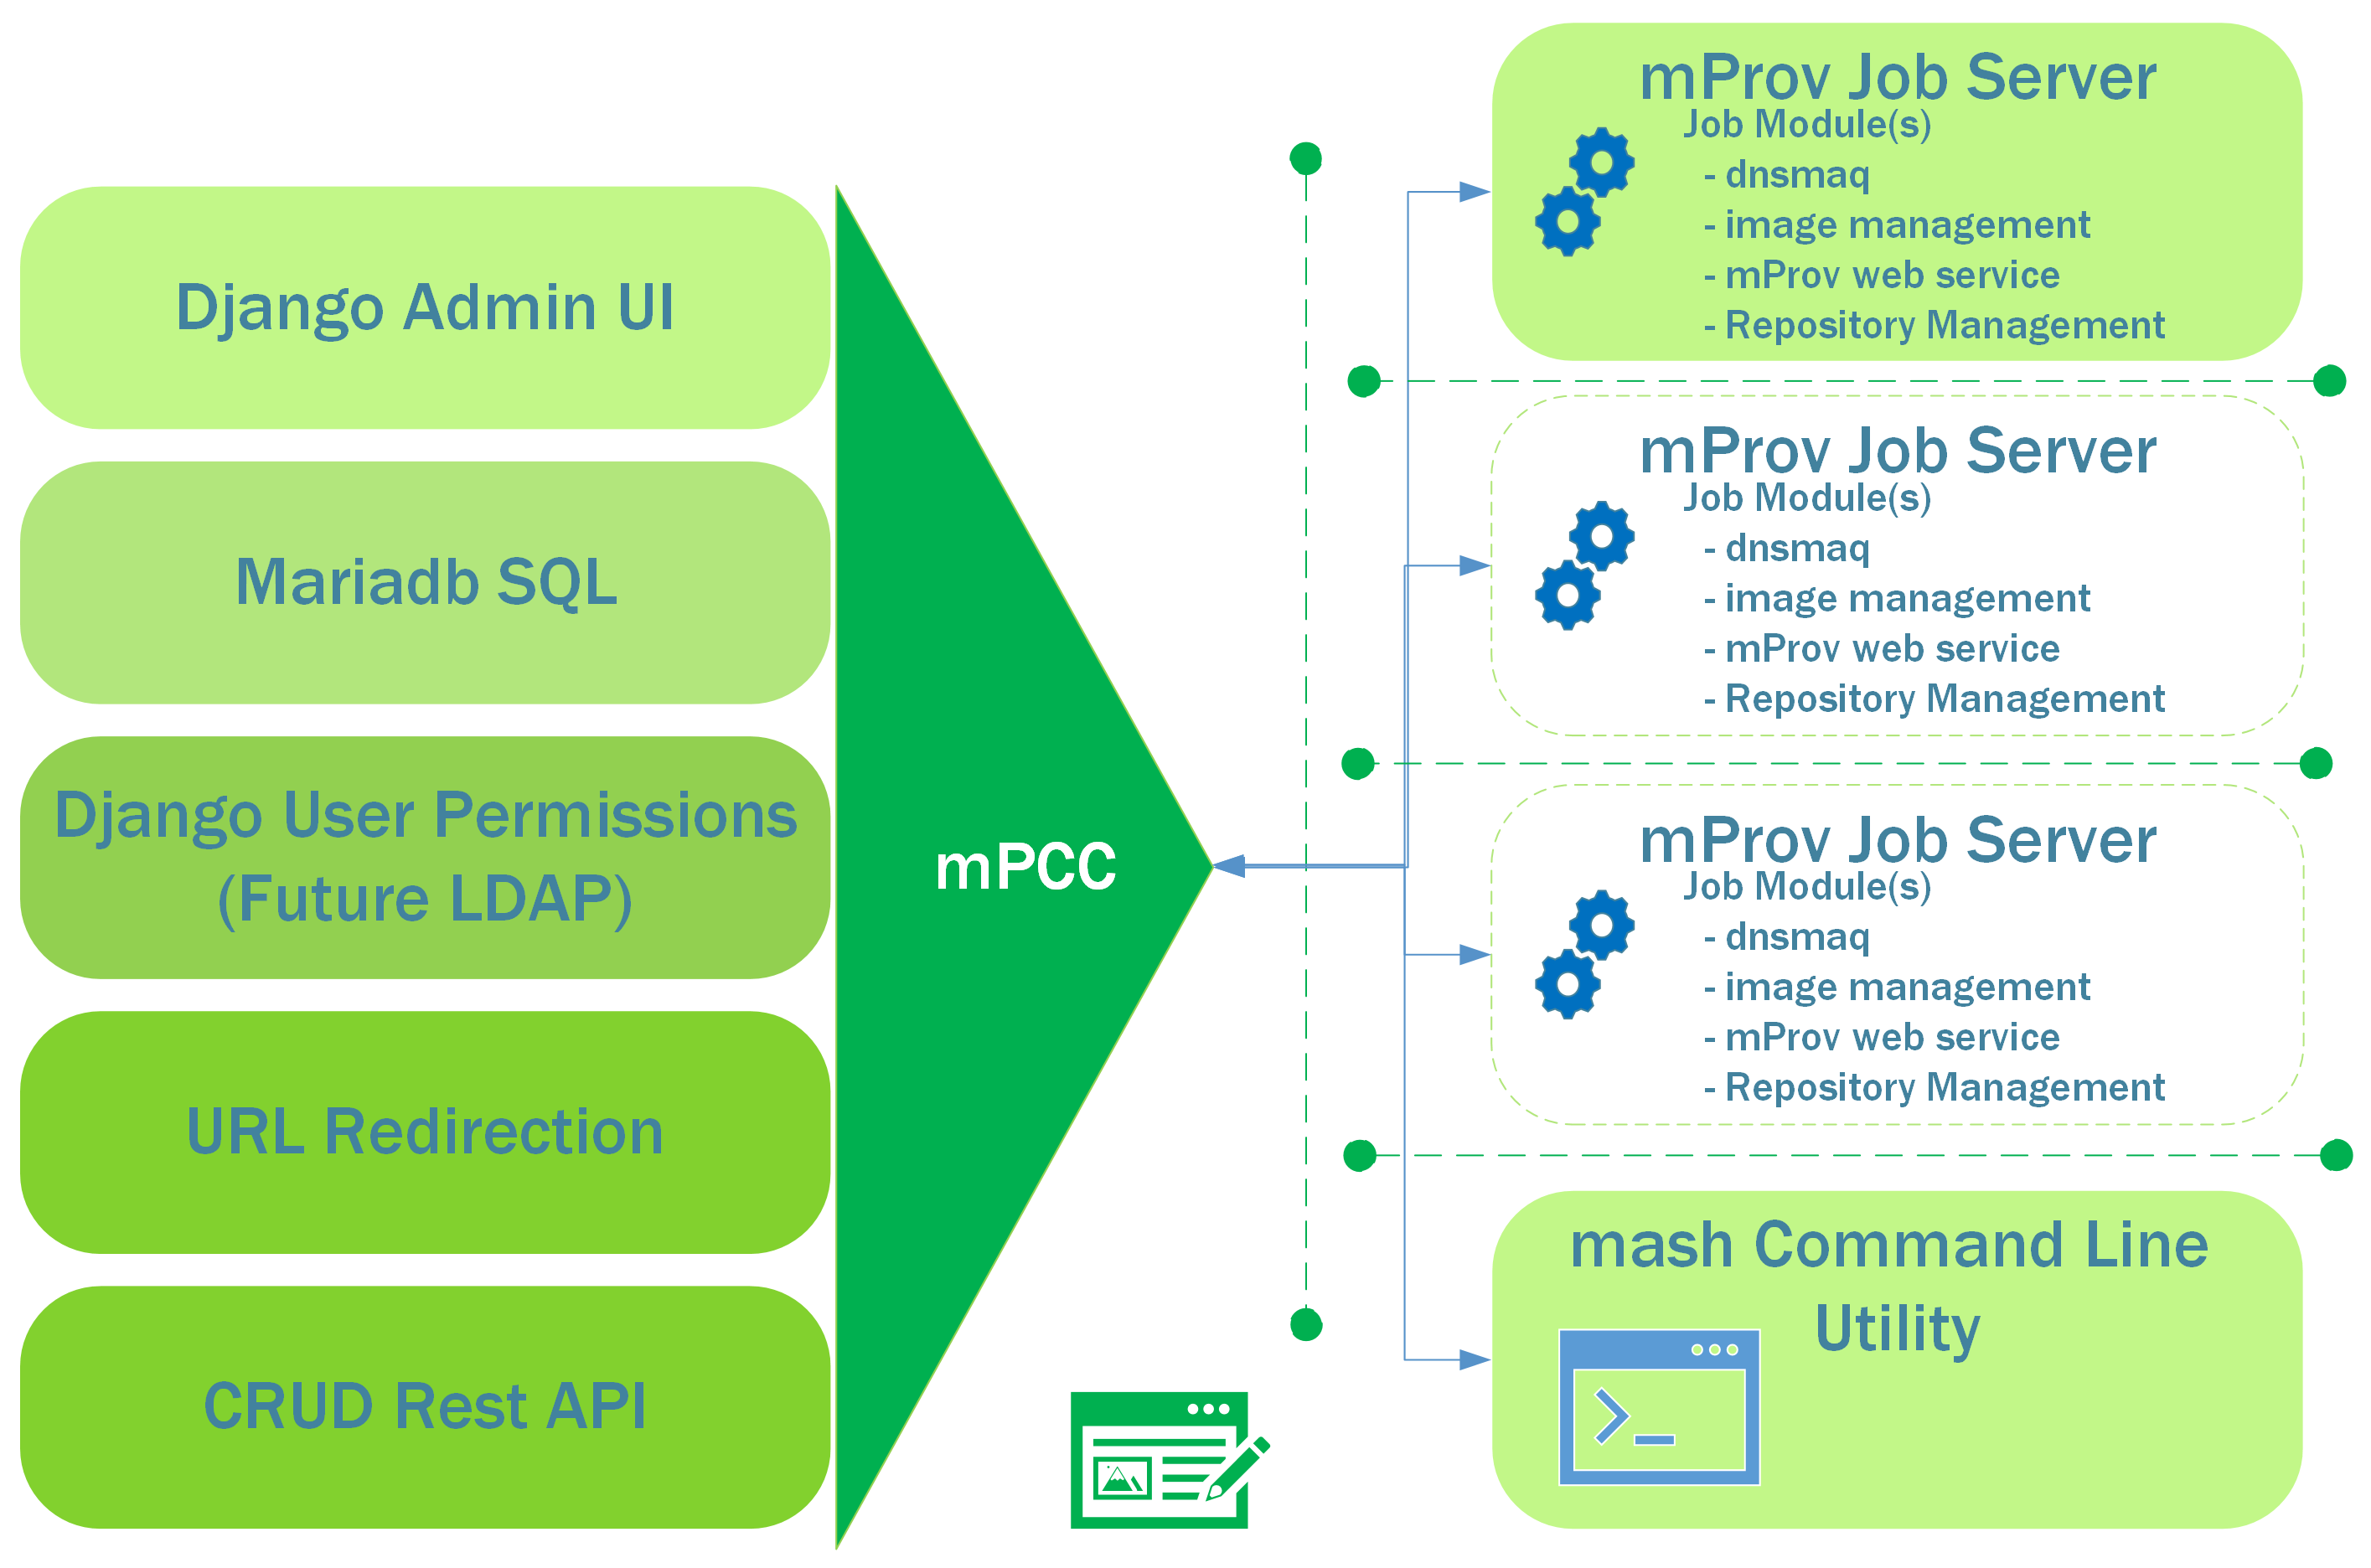 Django Admin UI
Mariadb SQL
Django User Permissions
(Future LDAP)
URL Redirection
CRUD Rest API
mPCC
mProv Job Server
Job Module(s)
- dnsmaq
- image management
- mProv web service
- Repository Management
mProv Job Server
Job Module(s)
- dnsmaq
- image management
- mProv web service
- Repository Management
mProv Job Server
Job Module(s)
- dnsmaq
- image management
- mProv web service
- Repository Management
mash Command Line
Utility